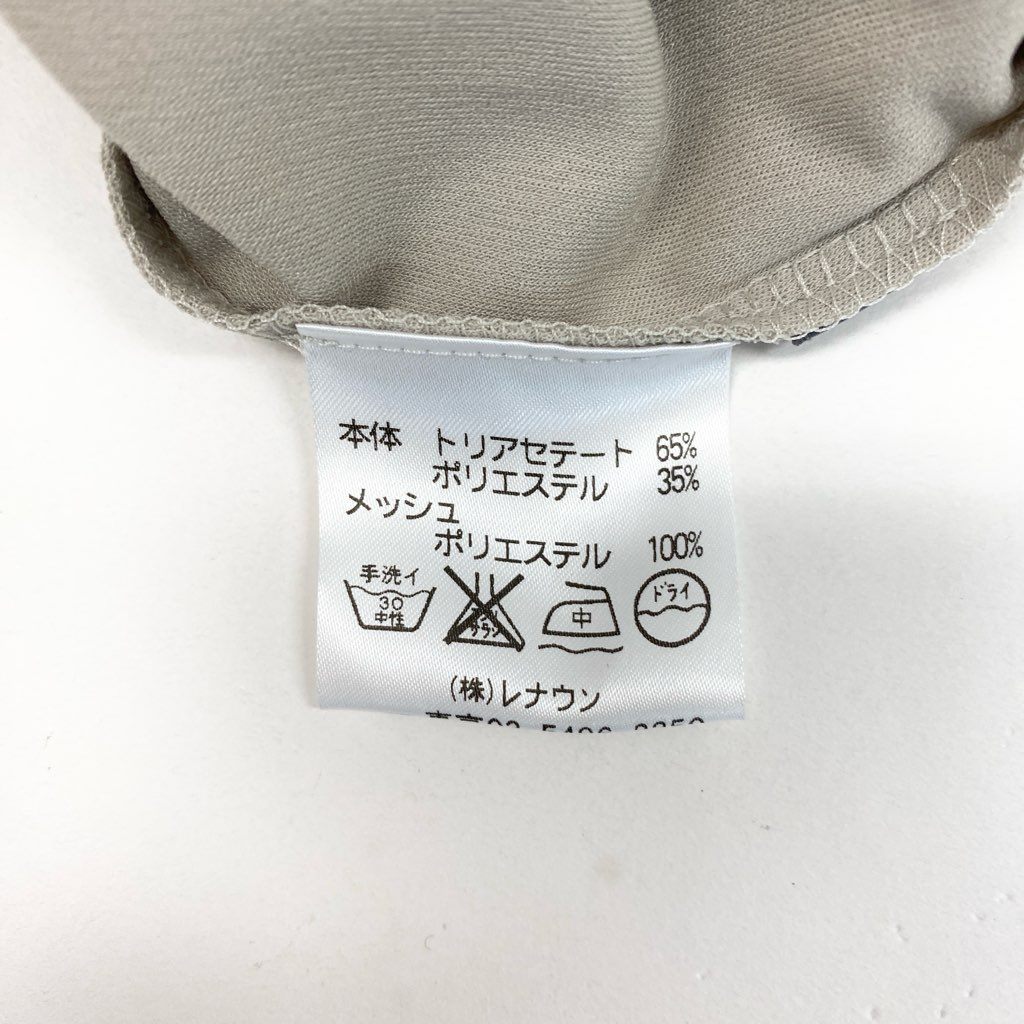 本体 トリアセテート 65%
ポリエステル 35%
メッシュ
ポリエステル 100%
手洗イ
30
中性
中
ドライ
(株)レナウン